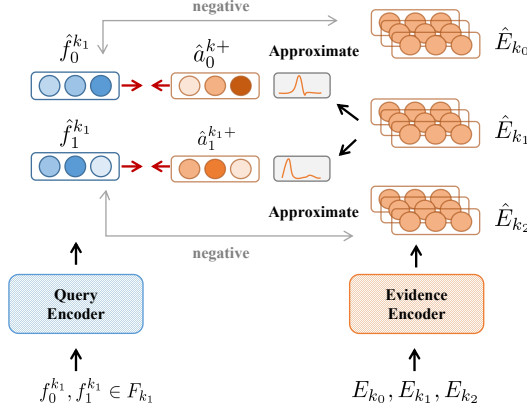 negative
$\hat{f}_0^{k_1}$ $\hat{a}_0^{k+}$ Approximate $\hat{E}_{k_0}$
$\hat{f}_1^{k_1}$ $\hat{a}_1^{k_1+}$ $\hat{E}_{k_1}$
Approximate $\hat{E}_{k_2}$
negative
Query
Encoder
Evidence
Encoder
$f_0^{k_1}, f_1^{k_1} \in F_{k_1}$
$E_{k_0}, E_{k_1}, E_{k_2}$